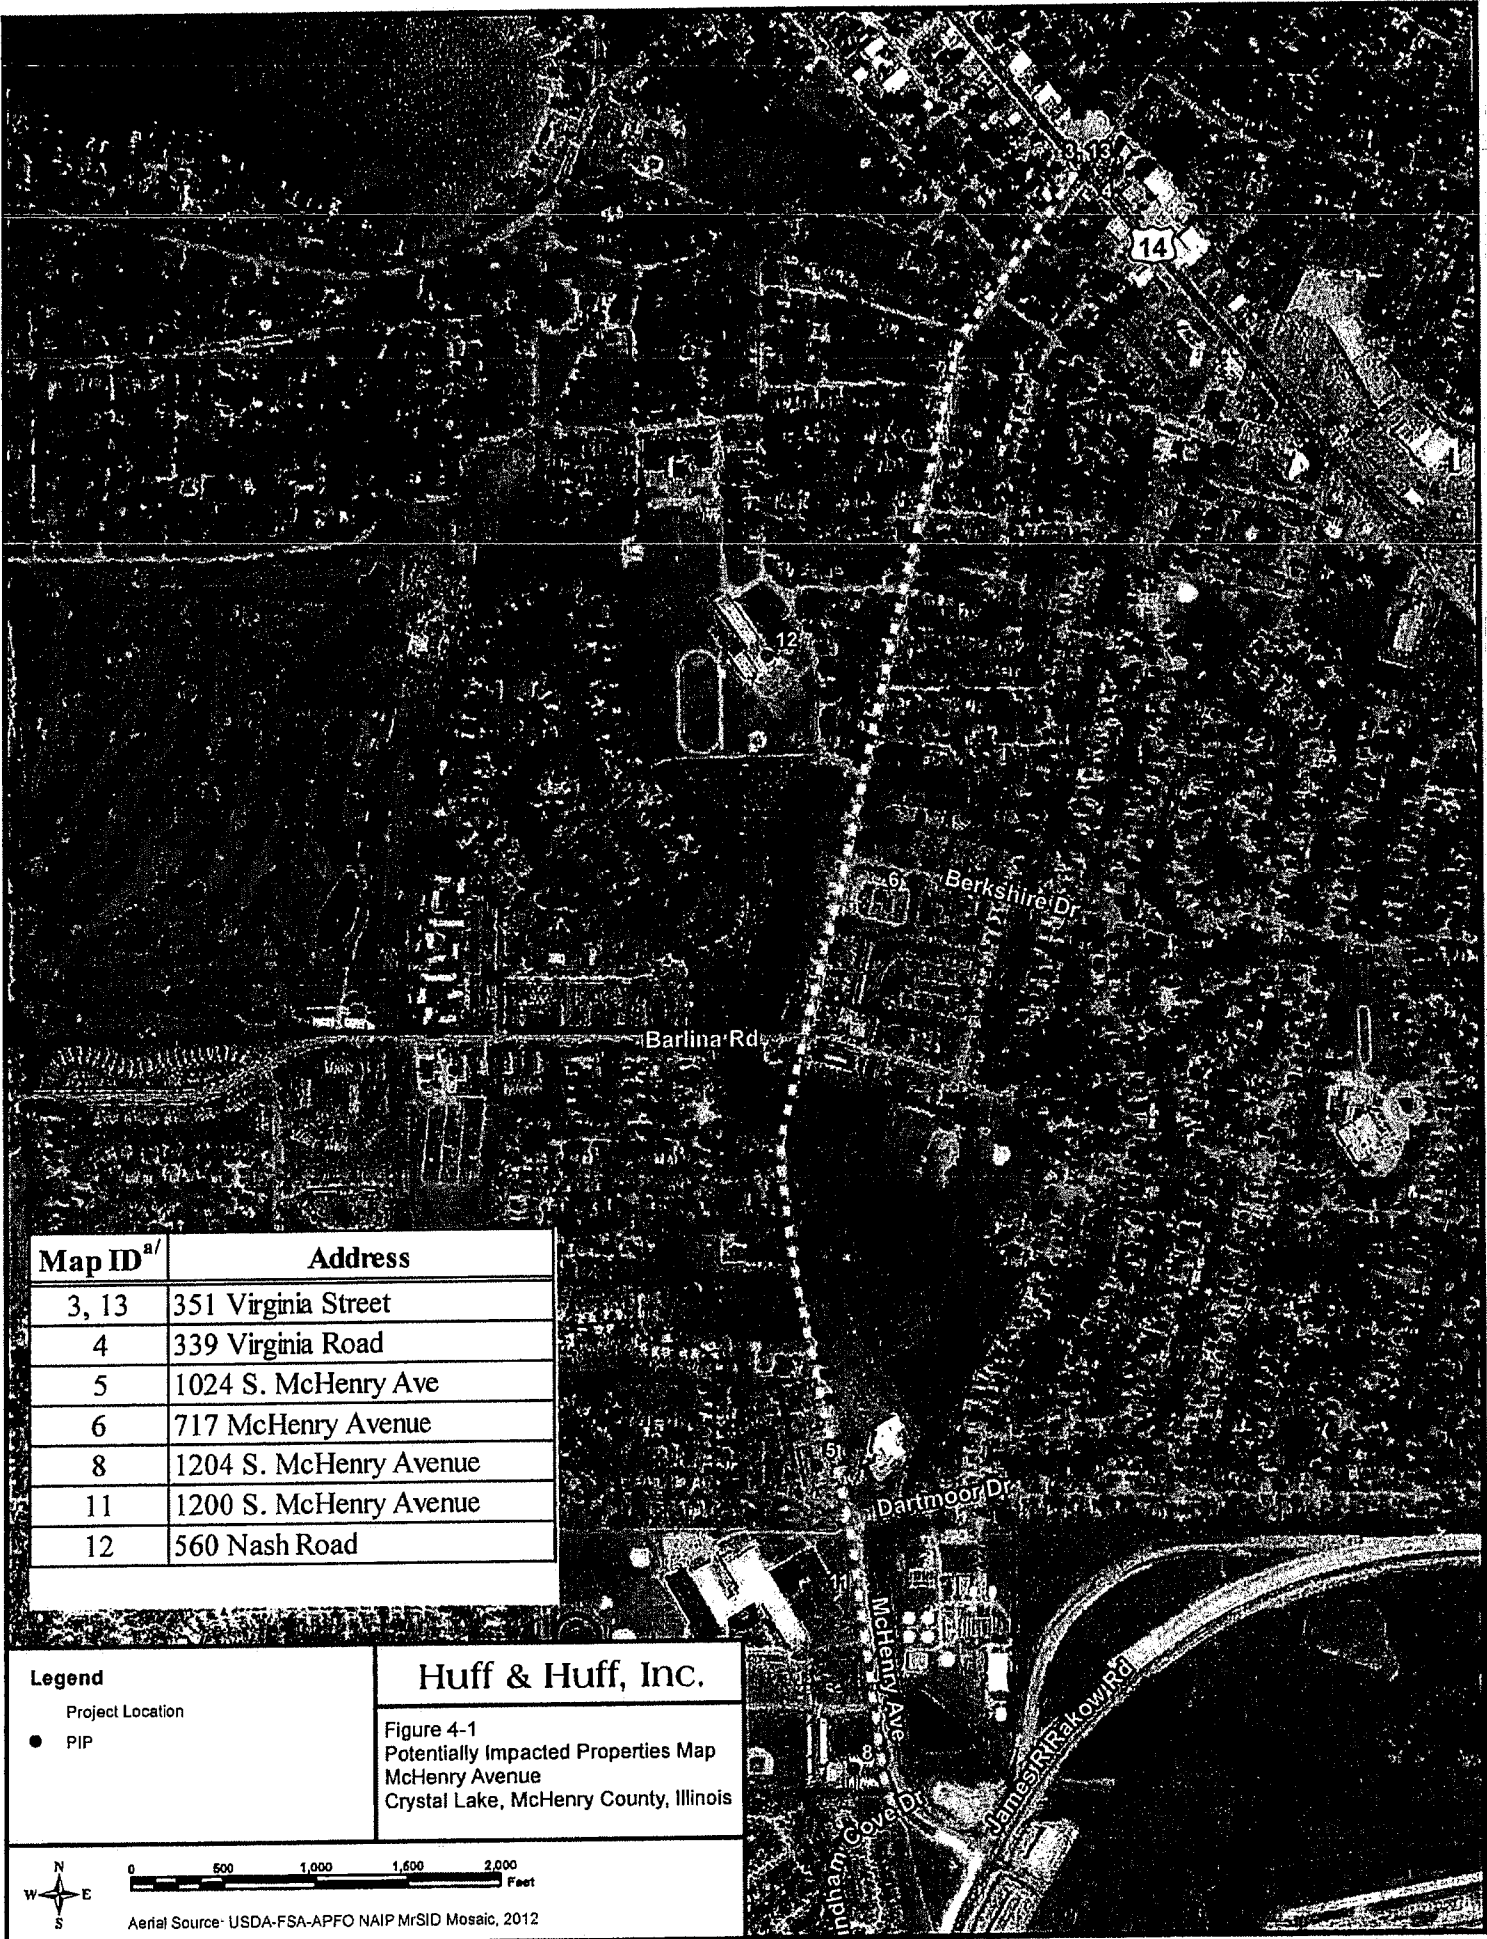 3, 13
4
14
12
6
Berkshire Dr
Barlina Rd
Map ID a/ Address
3, 13 351 Virginia Street
4 339 Virginia Road
5 1024 S. McHenry Ave
6 717 McHenry Avenue
8 1204 S. McHenry Avenue
11 1200 S. McHenry Avenue
12 560 Nash Road
5
Dartmoor Dr
11
McHenry Ave
James R Rakow Rd
8
indham Cove Dr
Legend
Project Location
PIP
Huff & Huff, Inc.
Figure 4-1
Potentially Impacted Properties Map
McHenry Avenue
Crystal Lake, McHenry County, Illinois
N
W E
S
0 500 1,000 1,500 2,000
Feet
Aerial Source: USDA-FSA-APFO NAIP MrSID Mosaic, 2012